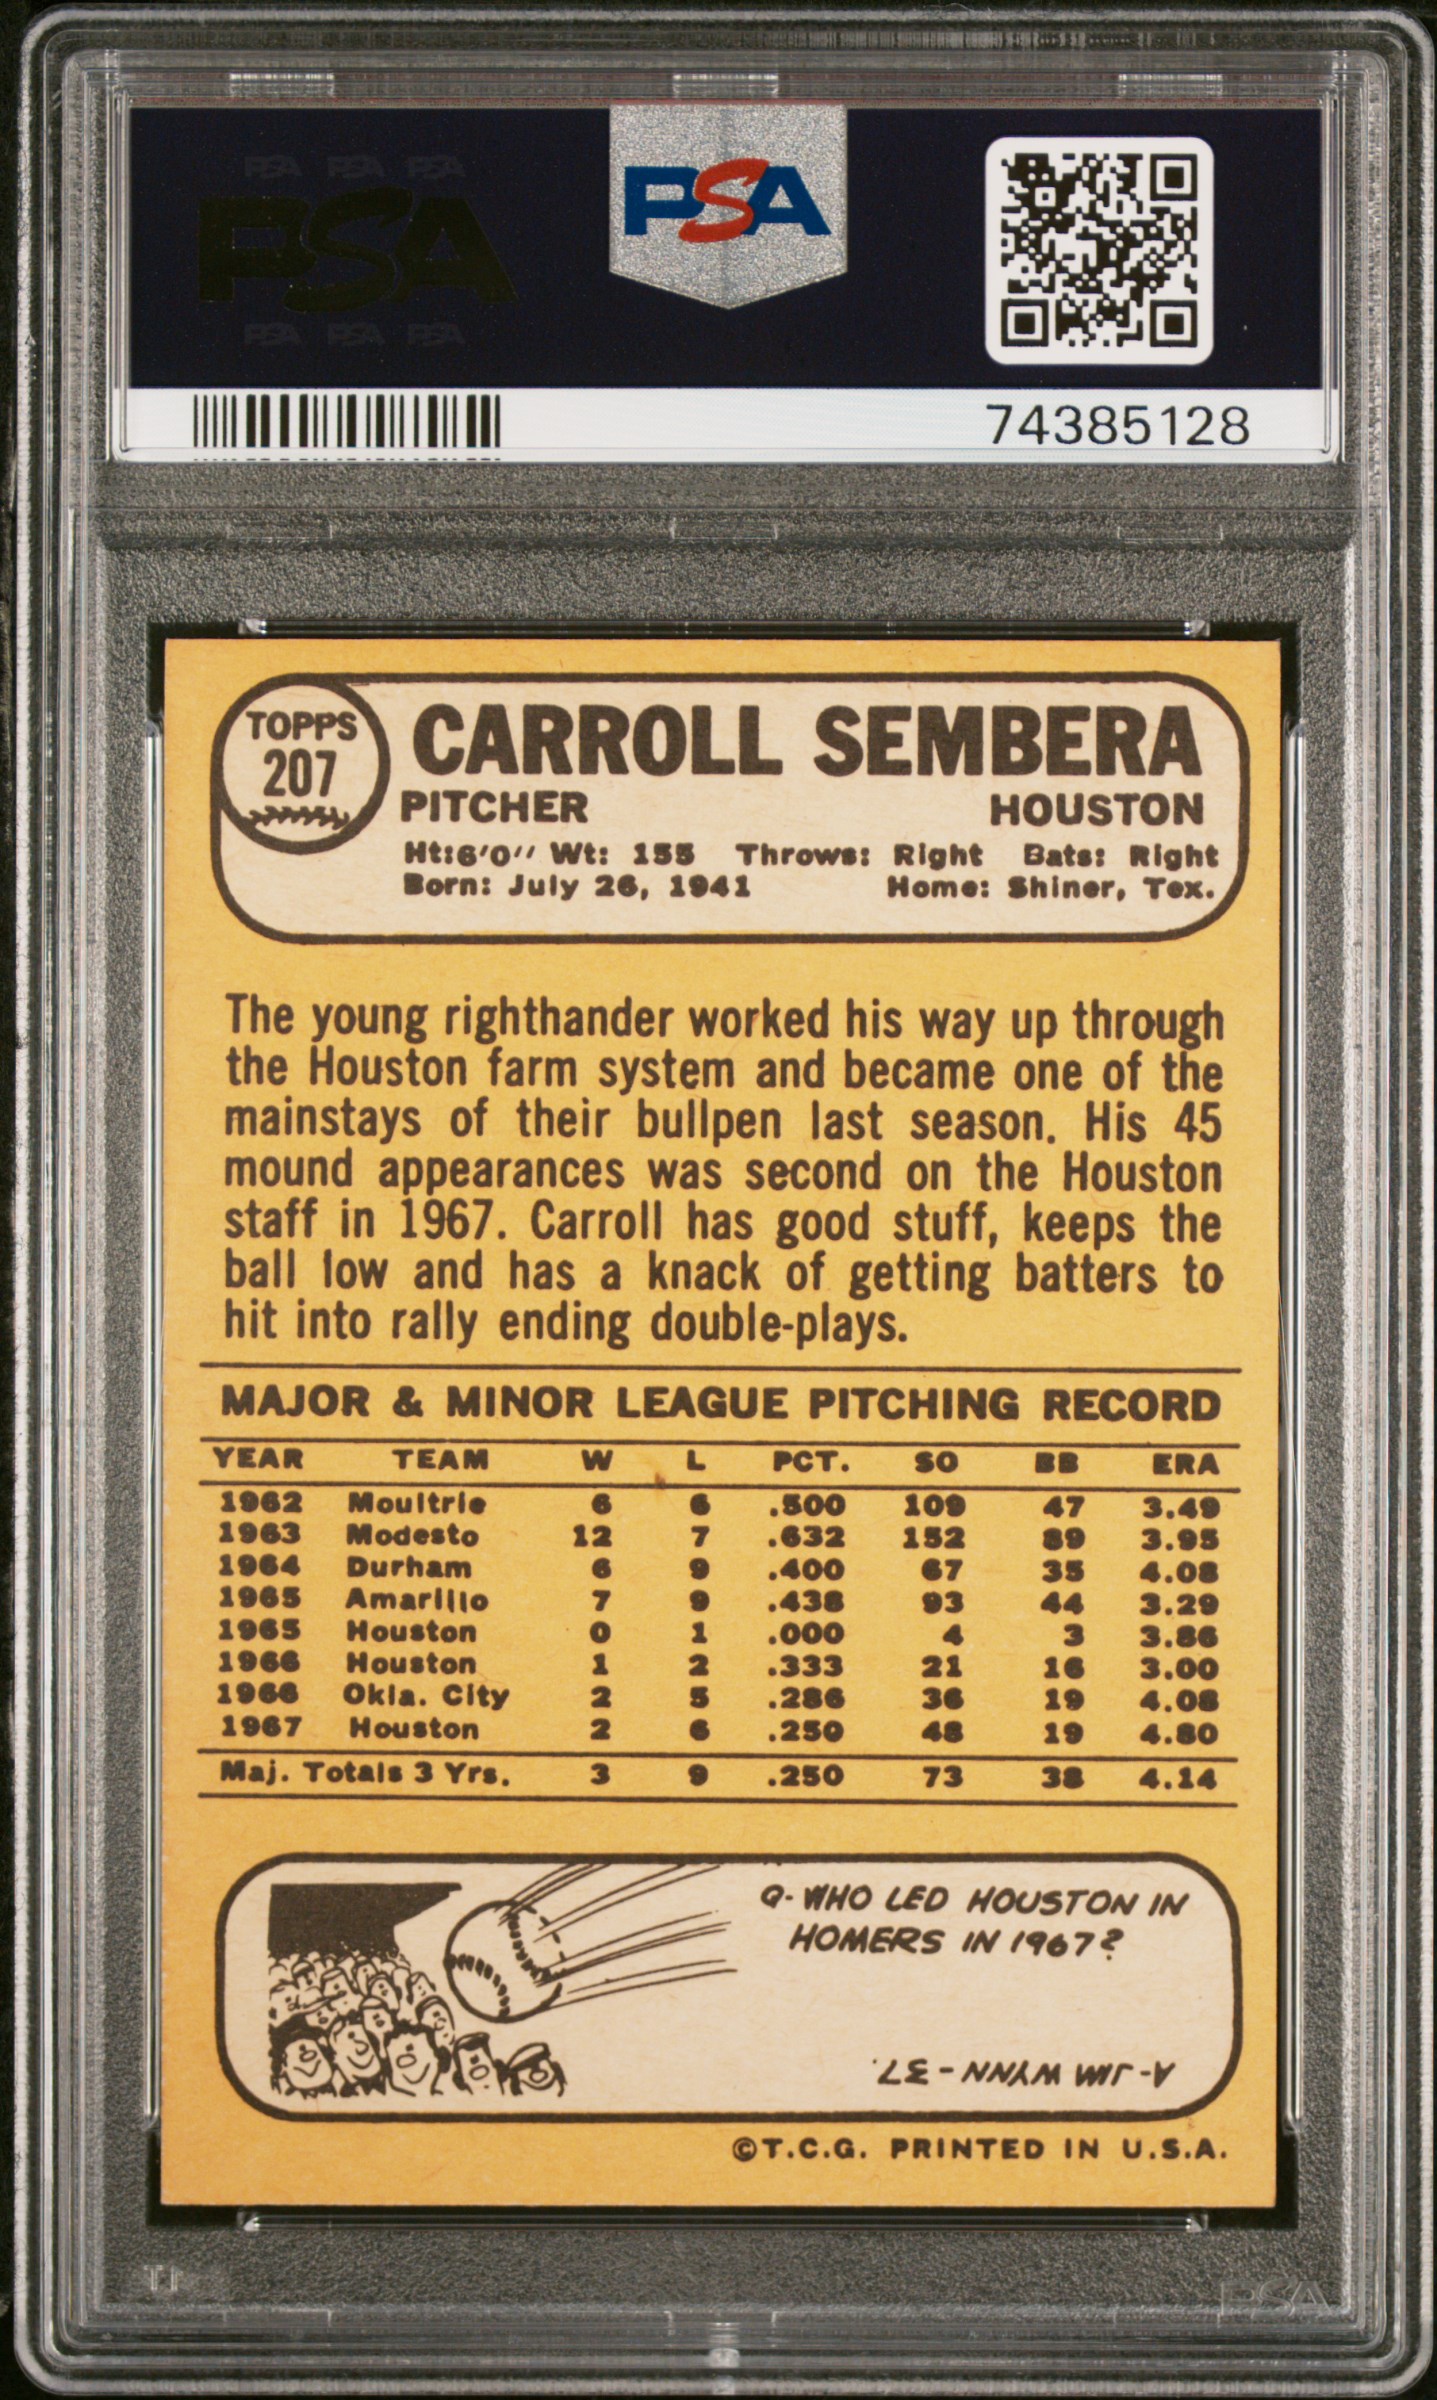 PSA PSA PSA
PSA
PSA PSA PSA
PSA
74385128
TOPPS
207
CARROLL SEMBERA
PITCHER HOUSTON
Ht:6'0" Wt: 155 Throws: Right Bats: Right
Born: July 26, 1941 Home: Shiner, Tex.
The young righthander worked his way up through
the Houston farm system and became one of the
mainstays of their bullpen last season. His 45
mound appearances was second on the Houston
staff in 1967. Carroll has good stuff, keeps the
ball low and has a knack of getting batters to
hit into rally ending double-plays.
MAJOR & MINOR LEAGUE PITCHING RECORD
YEAR TEAM W L PCT. SO BB ERA
1962 Moultrie 6 6 .500 109 47 3.49
1963 Modesto 12 7 .632 152 89 3.95
1964 Durham 6 9 .400 67 35 4.08
1965 Amarillo 7 9 .438 93 44 3.29
1965 Houston 0 1 .000 4 3 3.86
1966 Houston 1 2 .333 21 16 3.00
1966 Okla. City 2 5 .286 36 19 4.08
1967 Houston 2 6 .250 48 19 4.80
Maj. Totals 3 Yrs. 3 9 .250 73 38 4.14
Q- WHO LED HOUSTON IN
HOMERS IN 1967?
A- JIM WYNN - 37.
©T.C.G. PRINTED IN U.S.A.
PSA